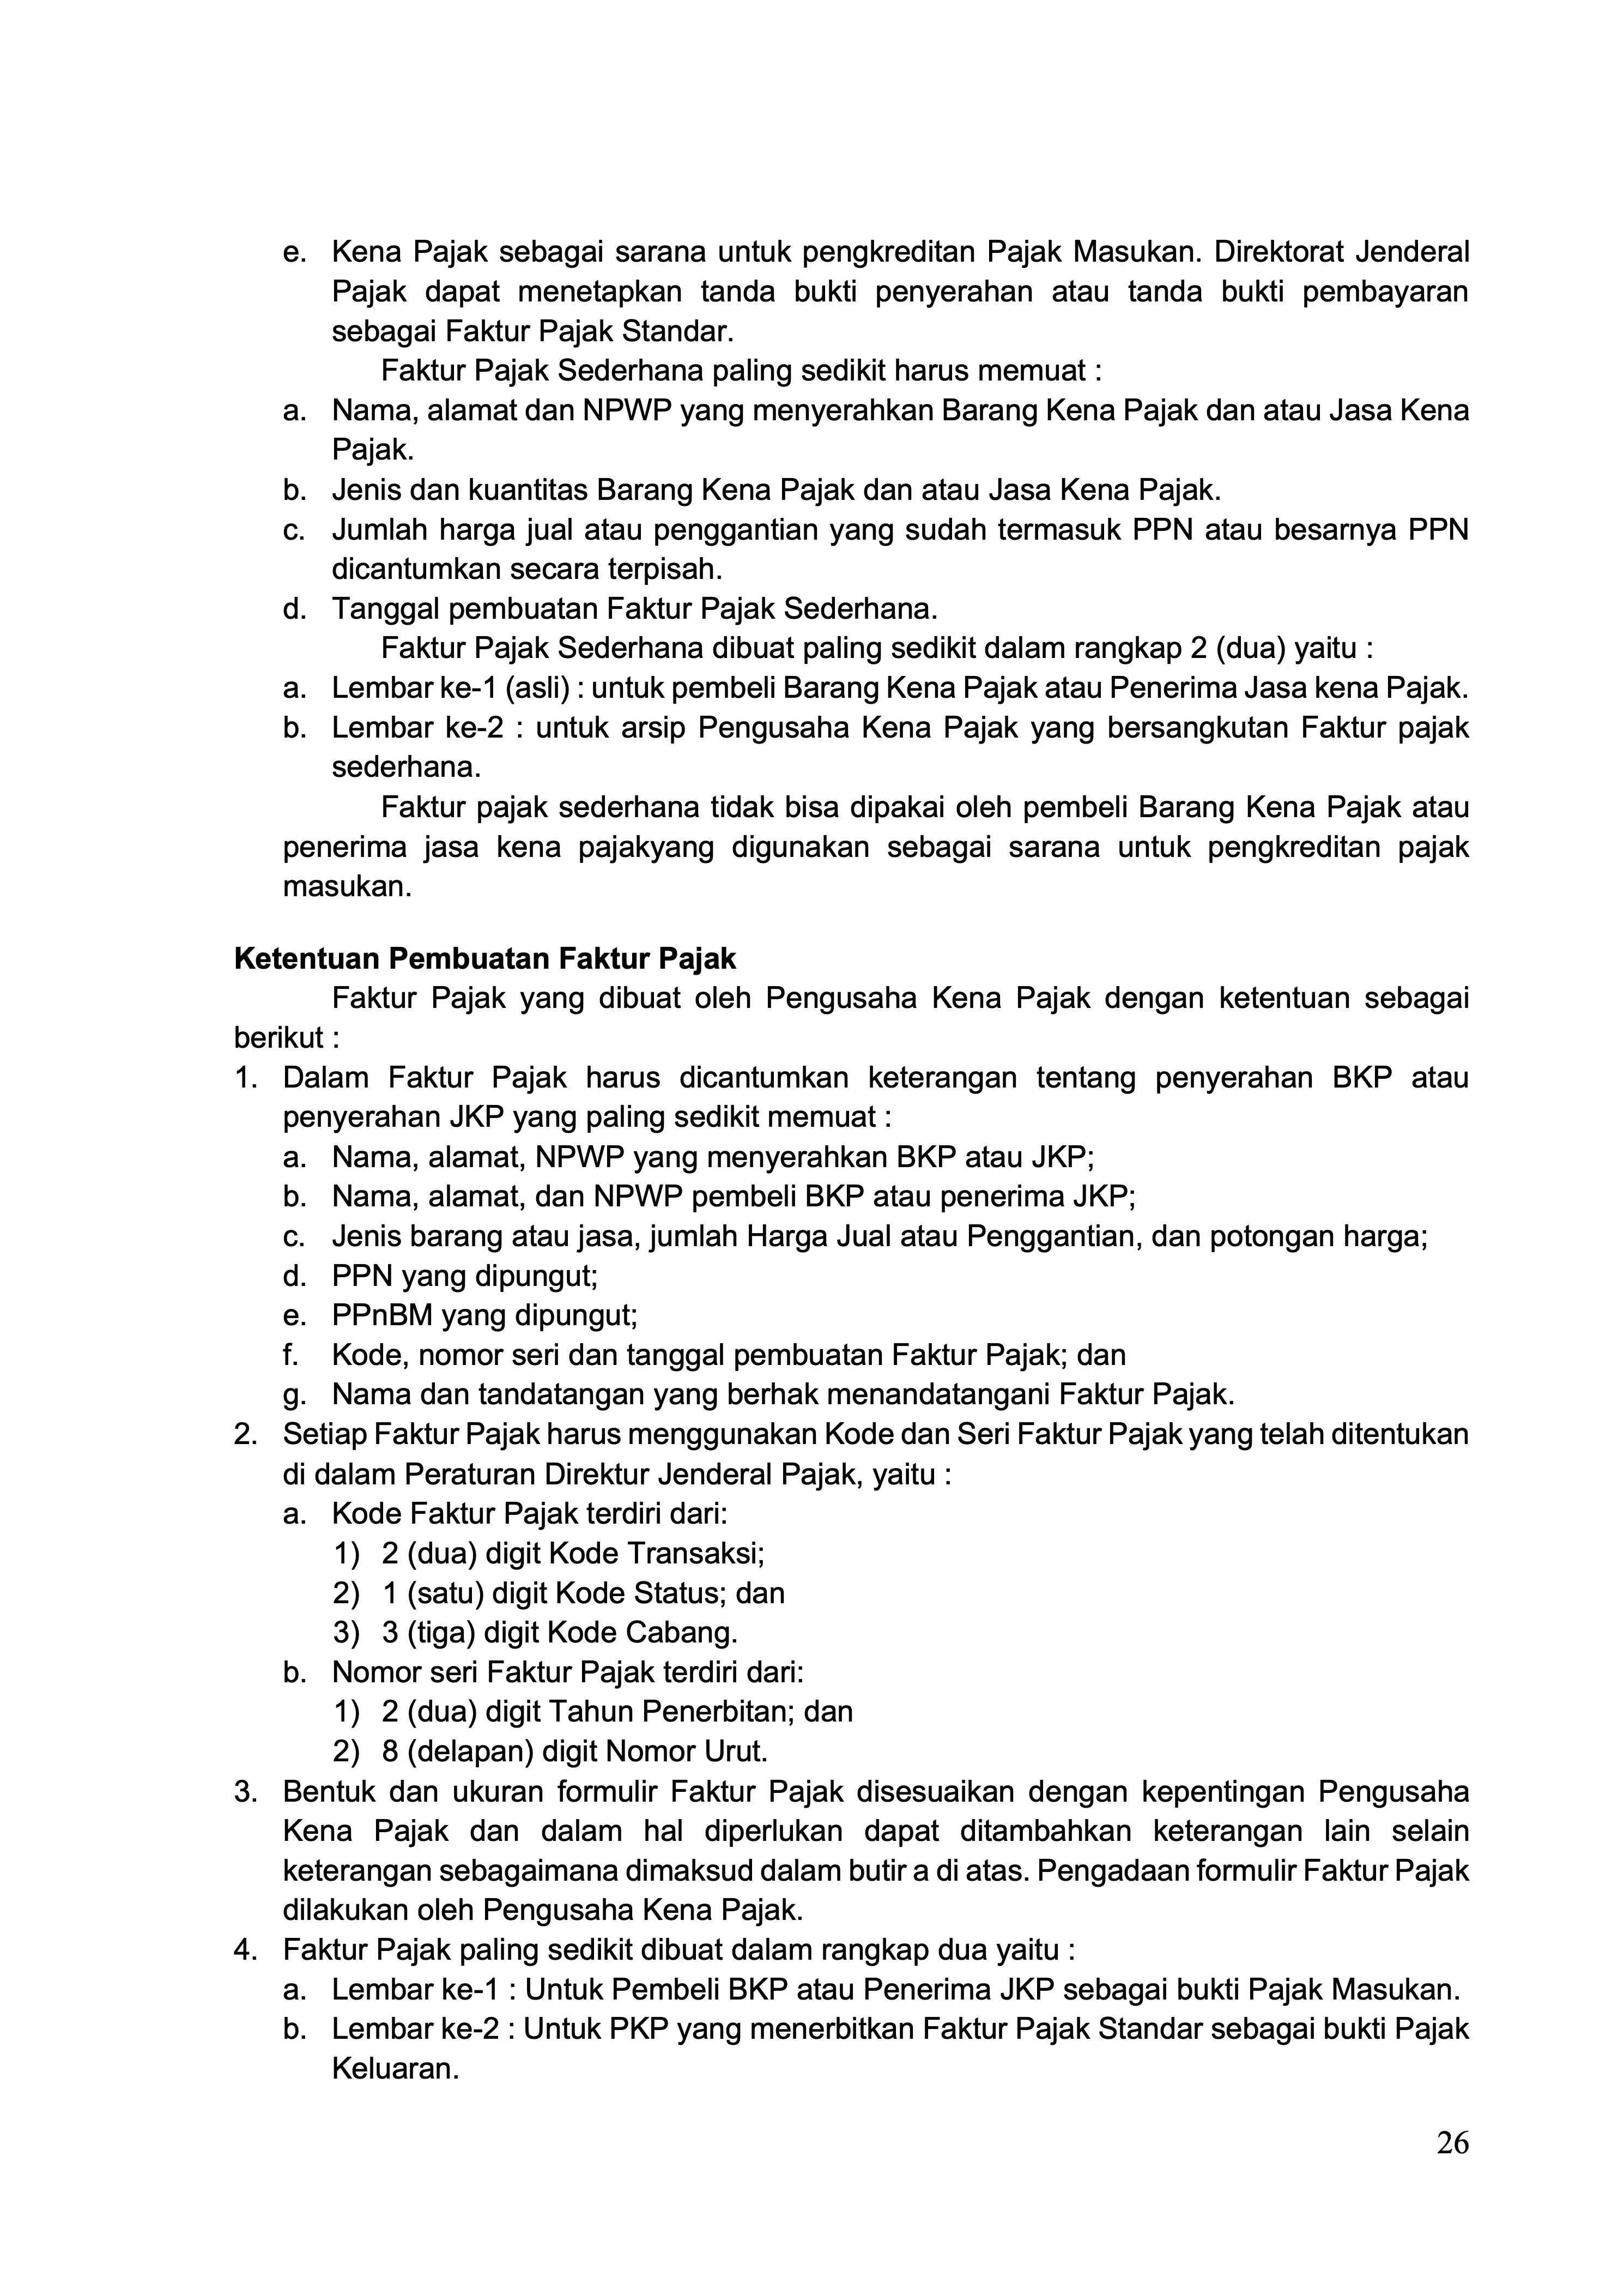 e. Kena Pajak sebagai sarana untuk pengkreditan Pajak Masukan. Direktorat Jenderal
Pajak dapat menetapkan tanda bukti penyerahan atau tanda bukti pembayaran
sebagai Faktur Pajak Standar.
Faktur Pajak Sederhana paling sedikit harus memuat :
a. Nama, alamat dan NPWP yang menyerahkan Barang Kena Pajak dan atau Jasa Kena
Pajak.
b. Jenis dan kuantitas Barang Kena Pajak dan atau Jasa Kena Pajak.
c. Jumlah harga jual atau penggantian yang sudah termasuk PPN atau besarnya PPN
dicantumkan secara terpisah.
d. Tanggal pembuatan Faktur Pajak Sederhana.
Faktur Pajak Sederhana dibuat paling sedikit dalam rangkap 2 (dua) yaitu :
a. Lembar ke-1 (asli) : untuk pembeli Barang Kena Pajak atau Penerima Jasa kena Pajak.
b. Lembar ke-2 : untuk arsip Pengusaha Kena Pajak yang bersangkutan Faktur pajak
sederhana.
Faktur pajak sederhana tidak bisa dipakai oleh pembeli Barang Kena Pajak atau
penerima jasa kena pajakyang digunakan sebagai sarana untuk pengkreditan pajak
masukan.
Ketentuan Pembuatan Faktur Pajak
Faktur Pajak yang dibuat oleh Pengusaha Kena Pajak dengan ketentuan sebagai
berikut :
1. Dalam Faktur Pajak harus dicantumkan keterangan tentang penyerahan BKP atau
penyerahan JKP yang paling sedikit memuat :
a. Nama, alamat, NPWP yang menyerahkan BKP atau JKP;
b. Nama, alamat, dan NPWP pembeli BKP atau penerima JKP;
c. Jenis barang atau jasa, jumlah Harga Jual atau Penggantian, dan potongan harga;
d. PPN yang dipungut;
e. PPnBM yang dipungut;
f. Kode, nomor seri dan tanggal pembuatan Faktur Pajak; dan
g. Nama dan tandatangan yang berhak menandatangani Faktur Pajak.
2. Setiap Faktur Pajak harus menggunakan Kode dan Seri Faktur Pajak yang telah ditentukan
di dalam Peraturan Direktur Jenderal Pajak, yaitu :
a. Kode Faktur Pajak terdiri dari:
1) 2 (dua) digit Kode Transaksi;
2) 1 (satu) digit Kode Status; dan
3) 3 (tiga) digit Kode Cabang.
b. Nomor seri Faktur Pajak terdiri dari:
1) 2 (dua) digit Tahun Penerbitan; dan
2) 8 (delapan) digit Nomor Urut.
3. Bentuk dan ukuran formulir Faktur Pajak disesuaikan dengan kepentingan Pengusaha
Kena Pajak dan dalam hal diperlukan dapat ditambahkan keterangan lain selain
keterangan sebagaimana dimaksud dalam butir a di atas. Pengadaan formulir Faktur Pajak
dilakukan oleh Pengusaha Kena Pajak.
4. Faktur Pajak paling sedikit dibuat dalam rangkap dua yaitu :
a. Lembar ke-1 : Untuk Pembeli BKP atau Penerima JKP sebagai bukti Pajak Masukan.
b. Lembar ke-2 : Untuk PKP yang menerbitkan Faktur Pajak Standar sebagai bukti Pajak
Keluaran.
26